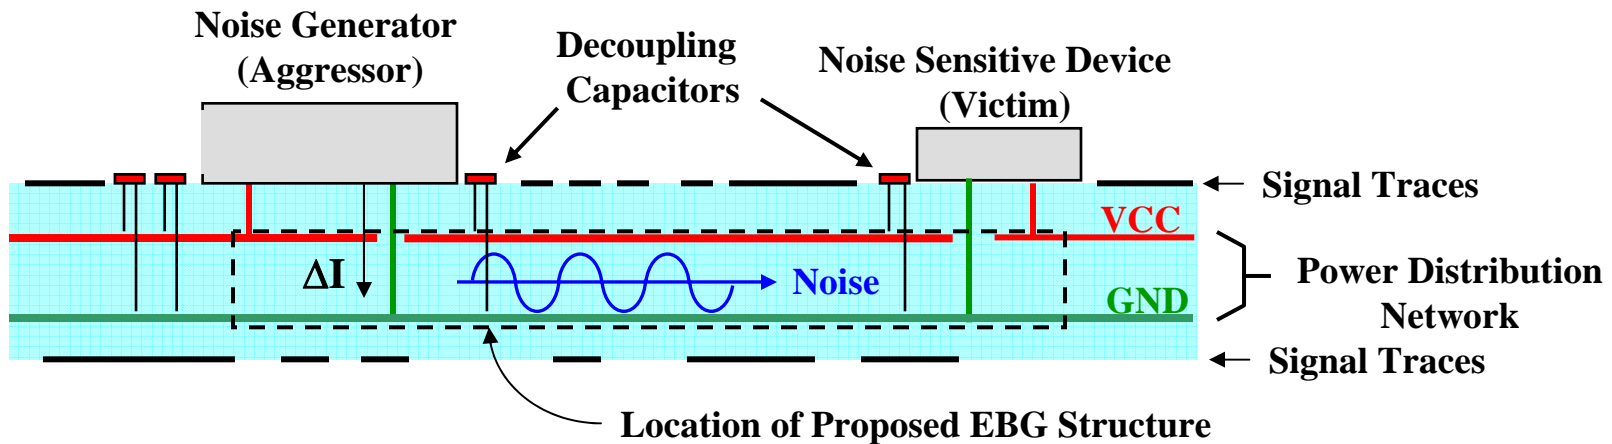 Noise Generator
(Aggressor)
Decoupling
Capacitors
Noise Sensitive Device
(Victim)
Signal Traces
VCC
ΔI
Noise
GND
Power Distribution
Network
Signal Traces
Location of Proposed EBG Structure